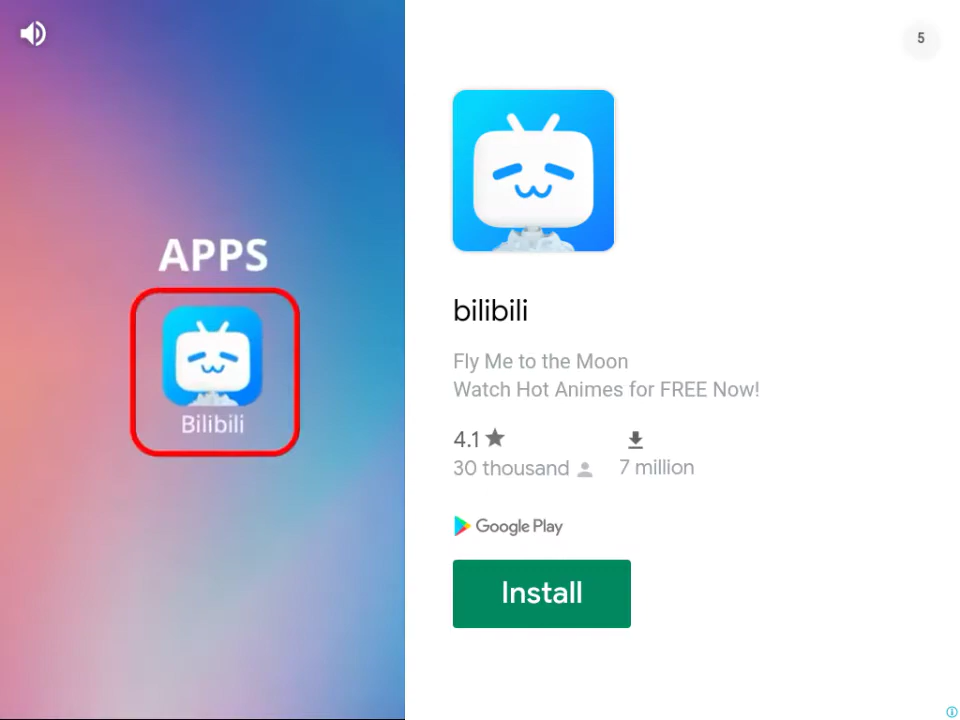 APPS
Bilibili
5
bilibili
Fly Me to the Moon
Watch Hot Animes for FREE Now!
4.1
30 thousand
7 million
Google Play
Install